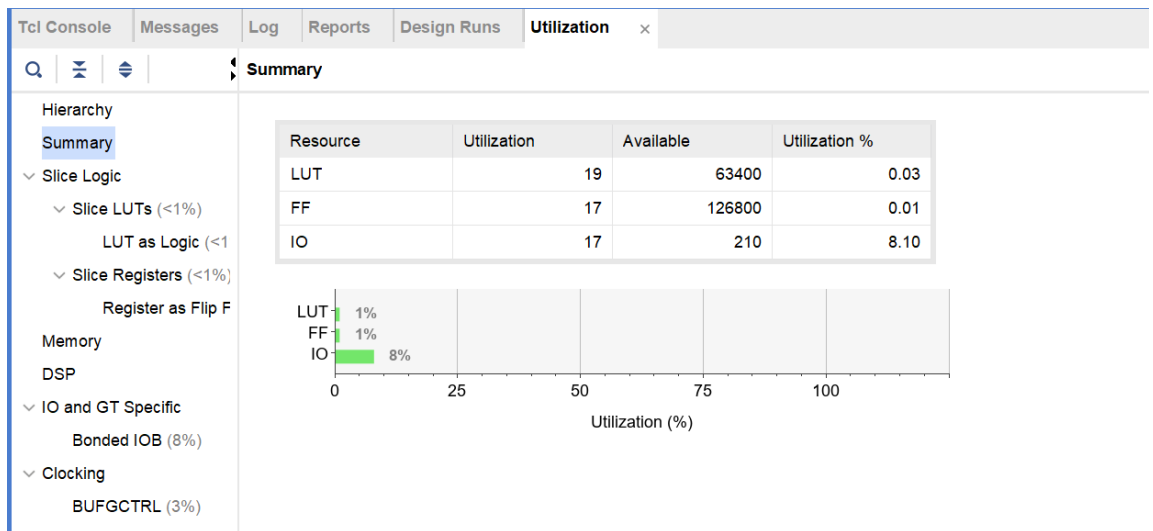 Tcl Console Messages Log Reports Design Runs Utilization ×
Summary
Hierarchy
Summary
Slice Logic
Slice LUTs (<1%)
LUT as Logic (<1
Slice Registers (<1%)
Register as Flip F
Memory
DSP
IO and GT Specific
Bonded IOB (8%)
Clocking
BUFGCTRL (3%)
Resource Utilization Available Utilization %
LUT 19 63400 0.03
FF 17 126800 0.01
IO 17 210 8.10
LUT 1%
FF 1%
IO 8%
0 25 50 75 100
Utilization (%)